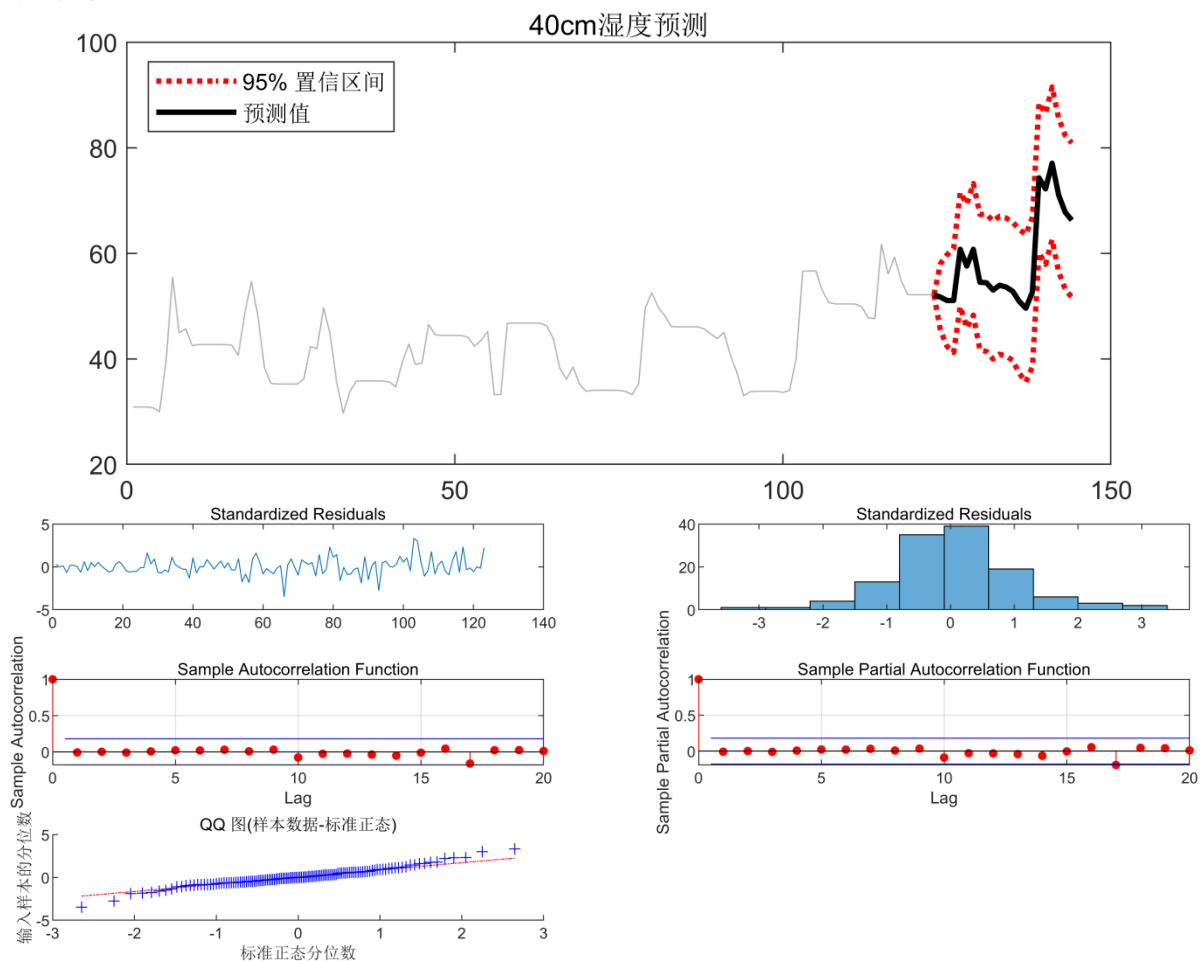 40cm湿度预测
100
80
60
40
20
95% 置信区间
预测值
0 50 100 150
Standardized Residuals
5
0
-5
0 20 40 60 80 100 120 140
Standardized Residuals
40
20
0
-3 -2 -1 0 1 2 3
Sample Autocorrelation Function
Sample Autocorrelation
1
0.5
0
0 5 10 15 20
Lag
Sample Partial Autocorrelation Function
Sample Partial Autocorrelation
1
0.5
0
0 5 10 15 20
Lag
QQ 图(样本数据-标准正态)
输入样本的分位数
5
0
-5
-3 -2 -1 0 1 2 3
标准正态分位数